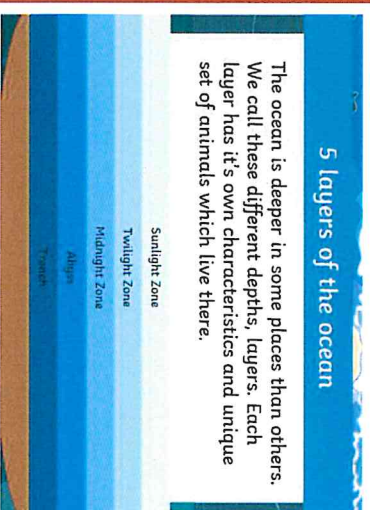 5 layers of the ocean
The ocean is deeper in some places than others.
We call these different depths, layers. Each
layer has it's own characteristics and unique
set of animals which live there.
Sunlight Zone
Twilight Zone
Midnight Zone
Abyss
Trench